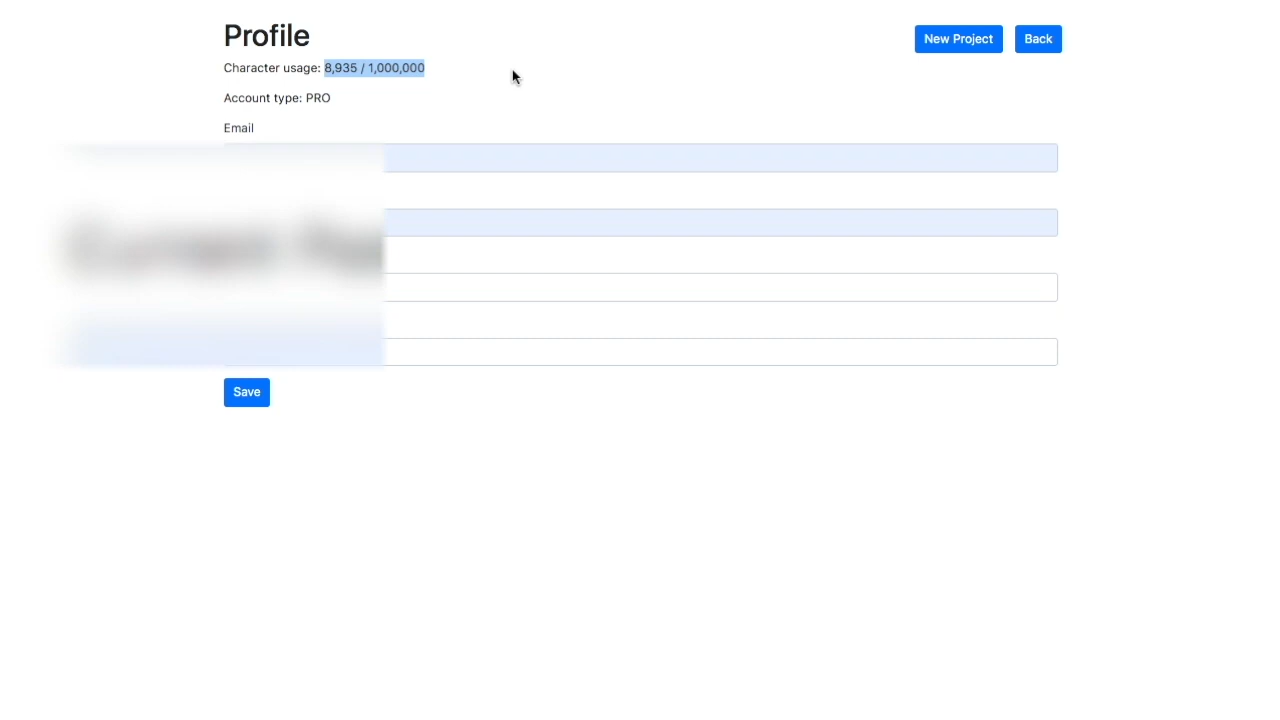 Profile
New Project
Back
Character usage: 8,935 / 1,000,000
Account type: PRO
Email
Save